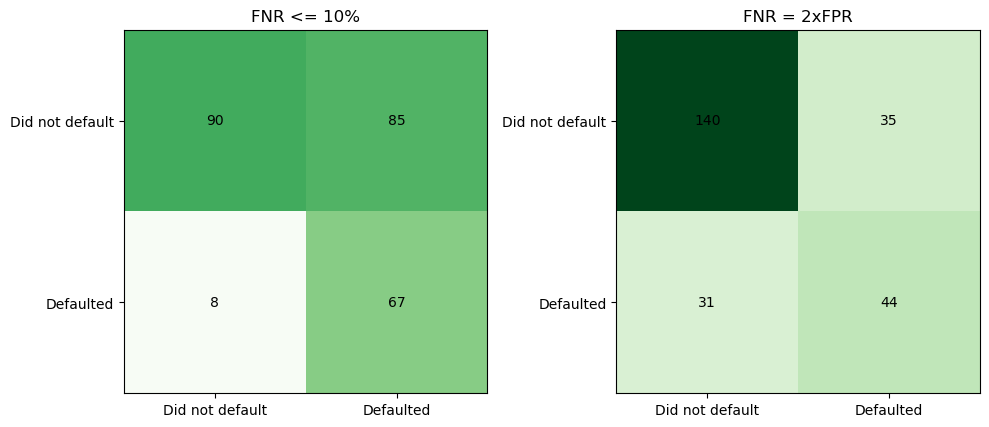 FNR <= 10%
Did not default
90
85
Defaulted
8
67
Did not default
Defaulted
FNR = 2xFPR
Did not default
140
35
Defaulted
31
44
Did not default
Defaulted